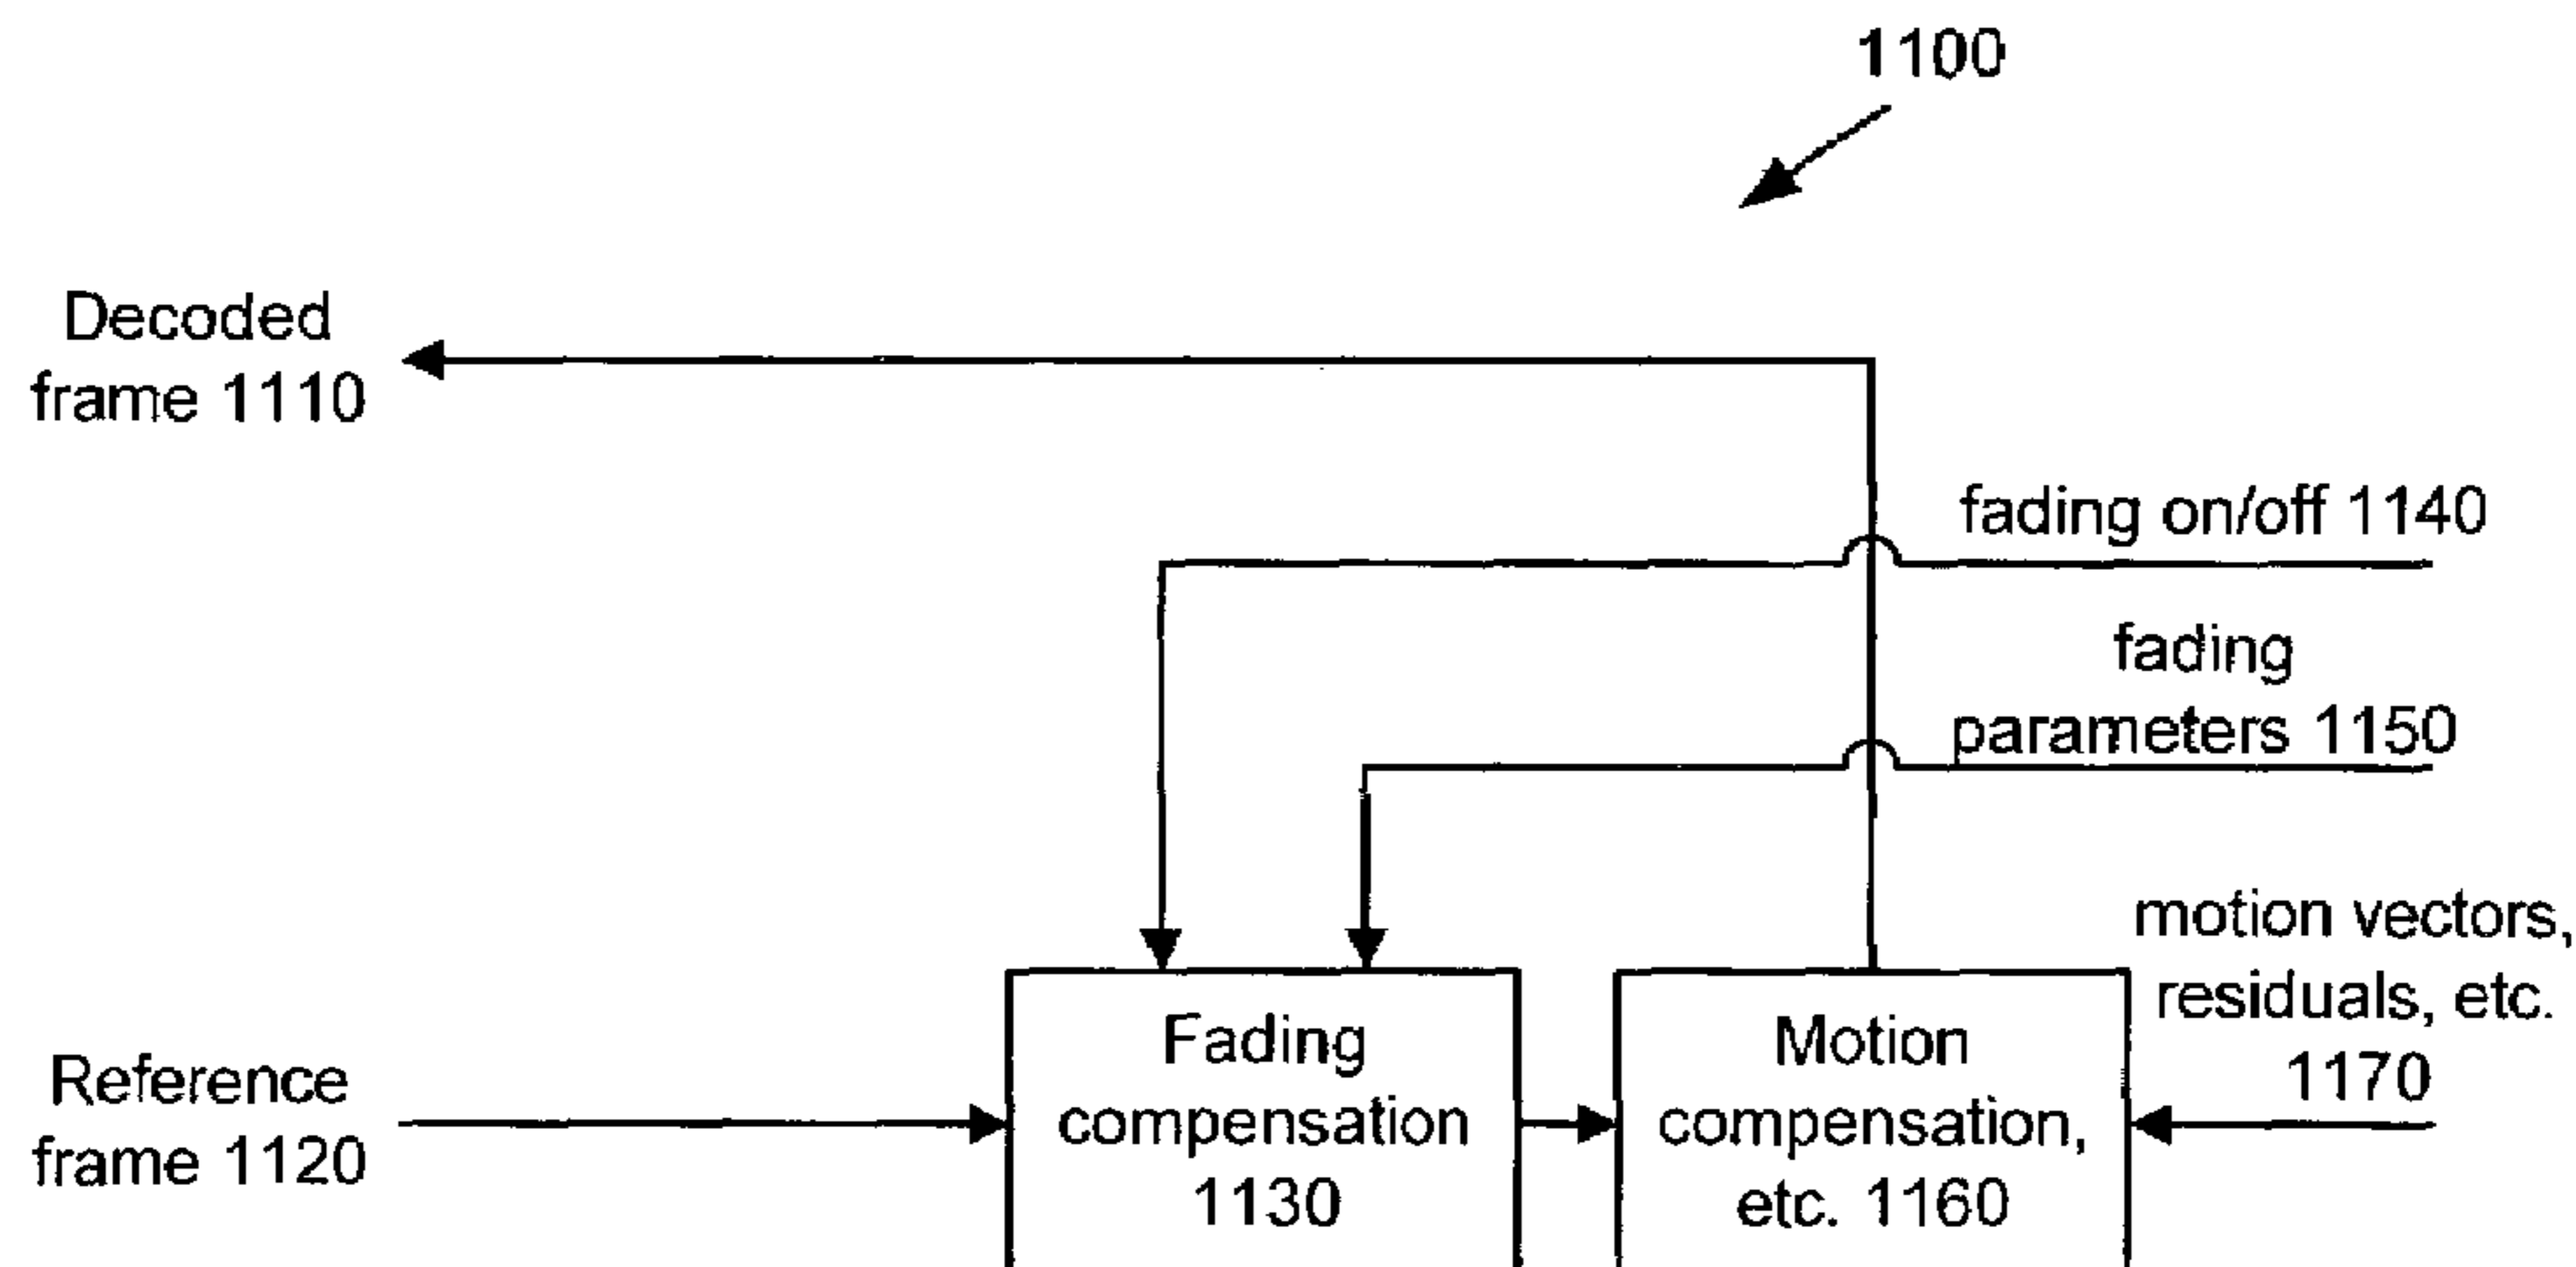 1100
Decoded
frame 1110
fading on/off 1140
fading
parameters 1150
motion vectors,
residuals, etc.
1170
Reference
frame 1120
Fading
compensation
1130
Motion
compensation,
etc. 1160